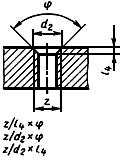 φ
d₂
l₄
z
z/l₄ × φ
z/d₂ × φ
z/d₂ × l₄